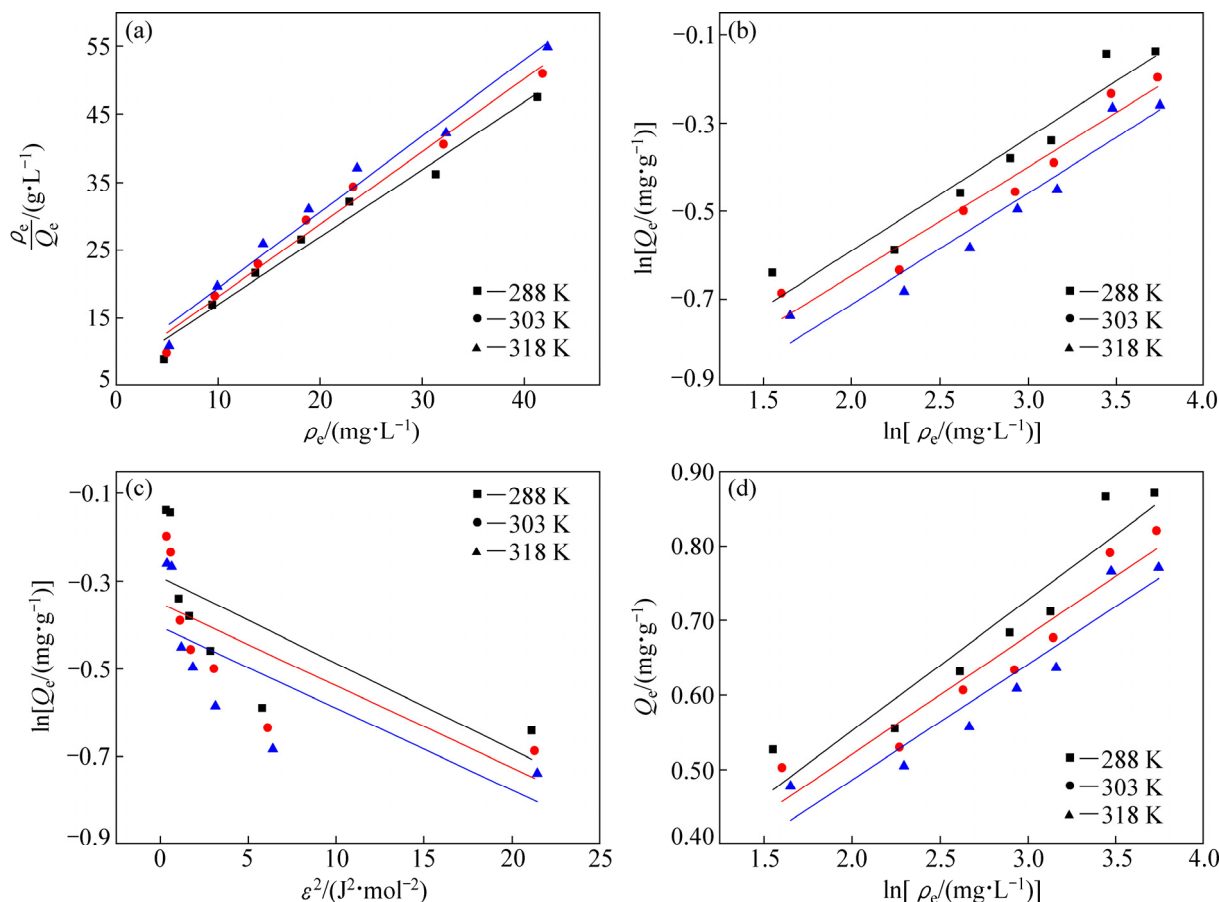 (a)
55
45
35
25
15
5
ρe/Qe/(g·L⁻¹)
—288 K
—303 K
—318 K
0 10 20 30 40
ρe/(mg·L⁻¹)
(b)
−0.1
−0.3
−0.5
−0.7
−0.9
ln[Qe/(mg·g⁻¹)]
—288 K
—303 K
—318 K
1.5 2.0 2.5 3.0 3.5 4.0
ln[ ρe/(mg·L⁻¹)]
(c)
−0.1
−0.3
−0.5
−0.7
−0.9
ln[Qe/(mg·g⁻¹)]
—288 K
—303 K
—318 K
0 5 10 15 20 25
ε²/(J²·mol⁻²)
(d)
0.90
0.80
0.70
0.60
0.50
0.40
Qe/(mg·g⁻¹)
—288 K
—303 K
—318 K
1.5 2.0 2.5 3.0 3.5 4.0
ln[ ρe/(mg·L⁻¹)]